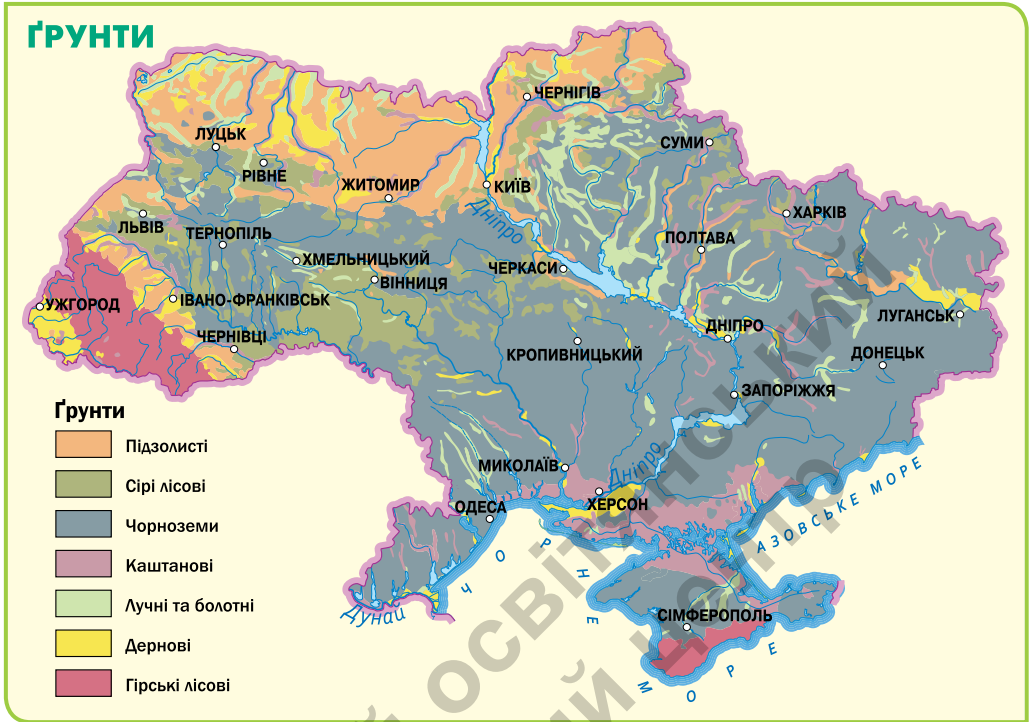 ҐРУНТИ
ЧЕРНІГІВ
ЛУЦЬК
СУМИ
РІВНЕ
ЖИТОМИР
КИЇВ
Дніпро
ХАРКІВ
ЛЬВІВ
ТЕРНОПІЛЬ
ПОЛТАВА
ХМЕЛЬНИЦЬКИЙ
ЧЕРКАСИ
ВІННИЦЯ
УЖГОРОД
ІВАНО-ФРАНКІВСЬК
ЛУГАНСЬК
ЧЕРНІВЦІ
ДНІПРО
КРОПИВНИЦЬКИЙ
ДОНЕЦЬК
ЗАПОРІЖЖЯ
Ґрунти
Підзолисті
Сірі лісові
Чорноземи
Каштанові
Лучні та болотні
Дернові
Гірські лісові
МИКОЛАЇВ
Дніпро
ХЕРСОН
ОДЕСА
АЗОВСЬКЕ МОРЕ
ЧОРНЕ МОРЕ
Дунай
СІМФЕРОПОЛЬ